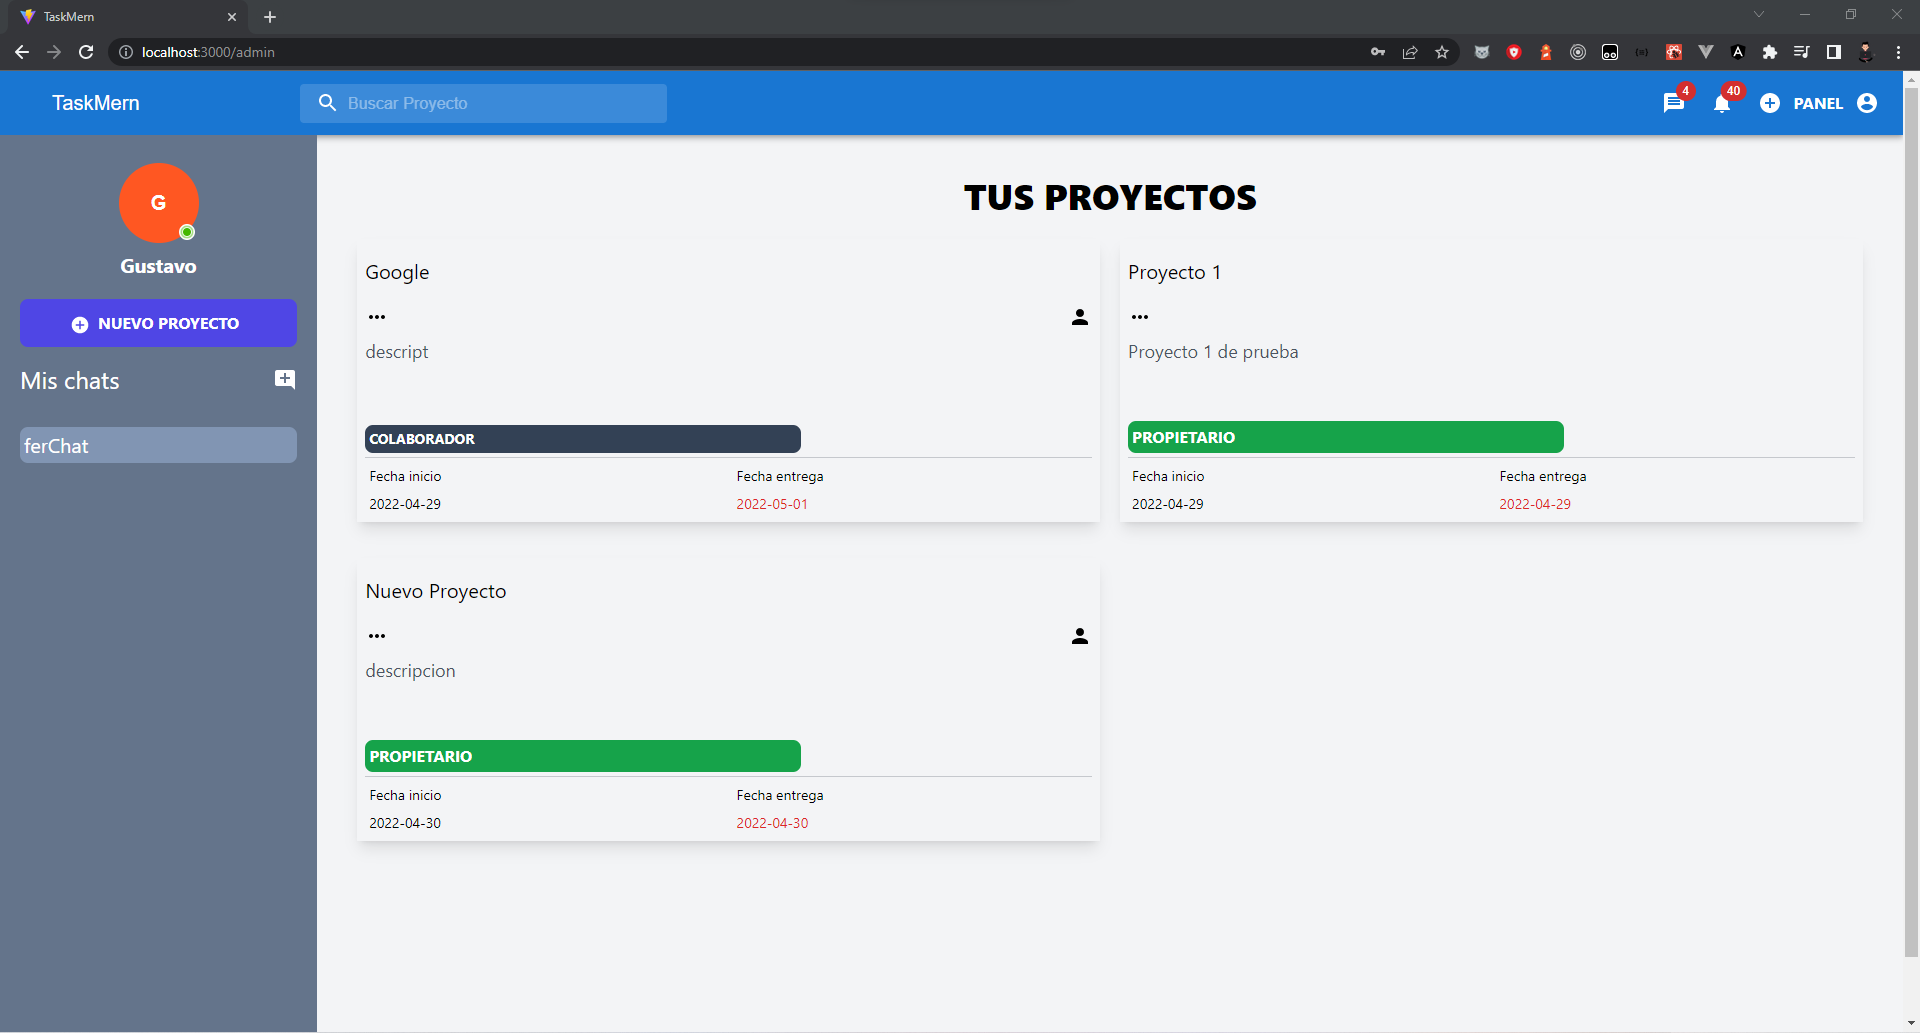 TaskMern
localhost:3000/admin
TaskMern
Buscar Proyecto
4
40
PANEL
G
Gustavo
NUEVO PROYECTO
Mis chats
ferChat
TUS PROYECTOS
Google
descript
COLABORADOR
Fecha inicio
Fecha entrega
2022-04-29
2022-05-01
Proyecto 1
Proyecto 1 de prueba
PROPIETARIO
Fecha inicio
Fecha entrega
2022-04-29
2022-04-29
Nuevo Proyecto
descripcion
PROPIETARIO
Fecha inicio
Fecha entrega
2022-04-30
2022-04-30